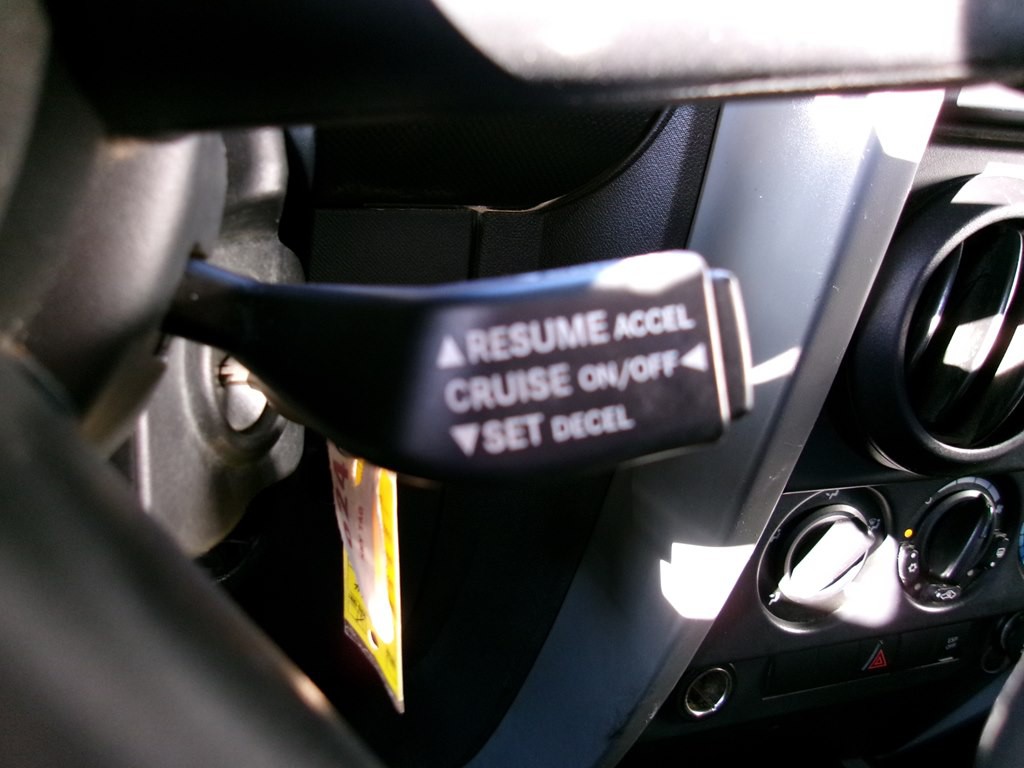 ▲RESUME ACCEL
CRUISE ON/OFF◄
▼SET DECEL